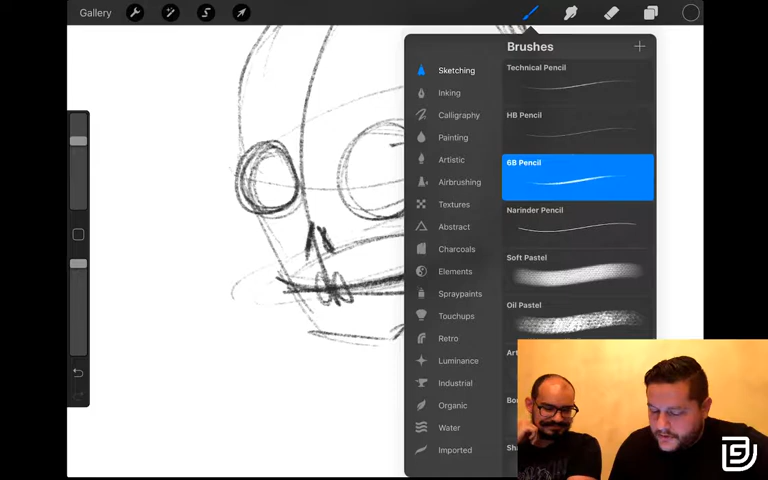 Gallery
Brushes
Sketching
Inking
Calligraphy
Painting
Artistic
Airbrushing
Textures
Abstract
Charcoals
Elements
Spraypaints
Touchups
Retro
Luminance
Industrial
Organic
Water
Imported
Technical Pencil
HB Pencil
6B Pencil
Narinder Pencil
Soft Pastel
Oil Pastel